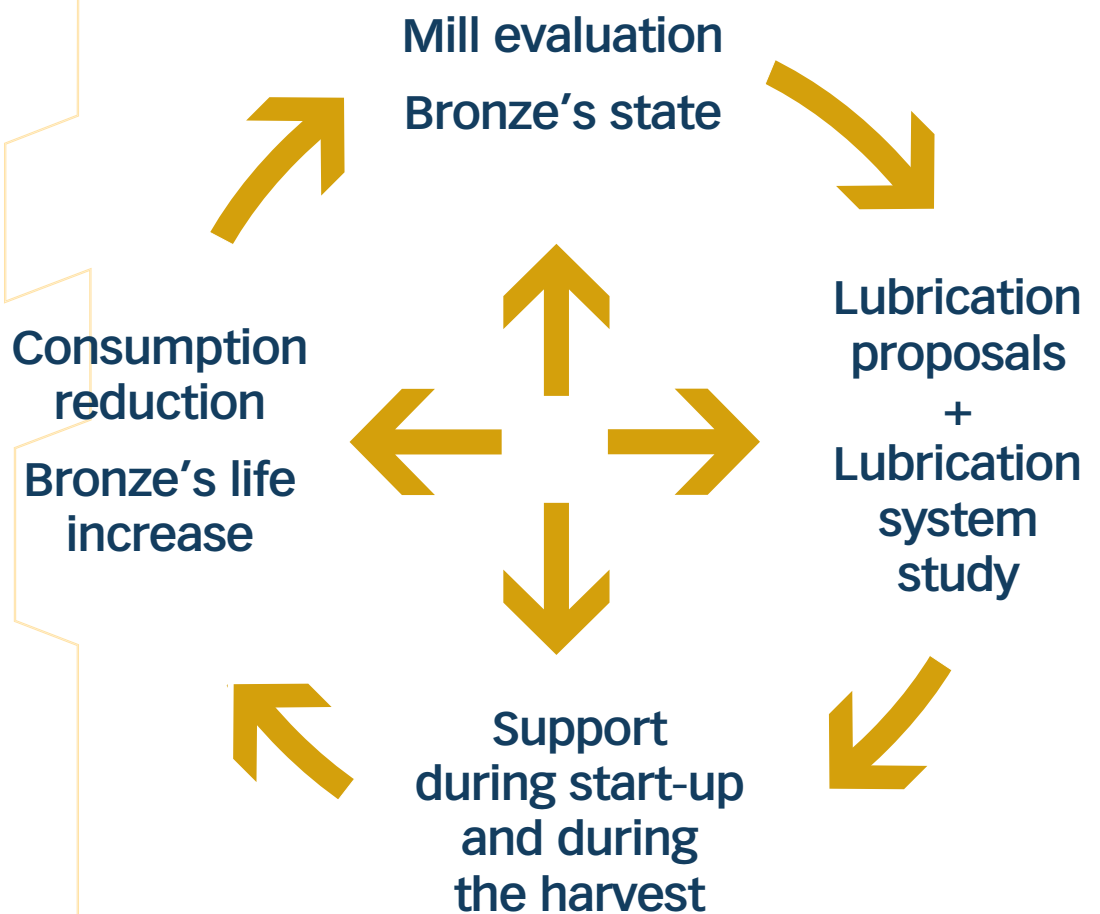 Mill evaluation
Bronze’s state
Lubrication
proposals
+
Lubrication
system
study
Support
during start-up
and during
the harvest
Consumption
reduction
Bronze’s life
increase